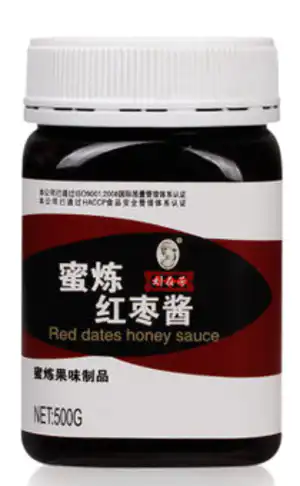 本公司已通过ISO9001:2008国际质量管理体系认证
本公司已通过HACCP食品安全管理体系认证
蜜炼
红枣酱
Red dates honey sauce
蜜炼果味制品
NET:500G